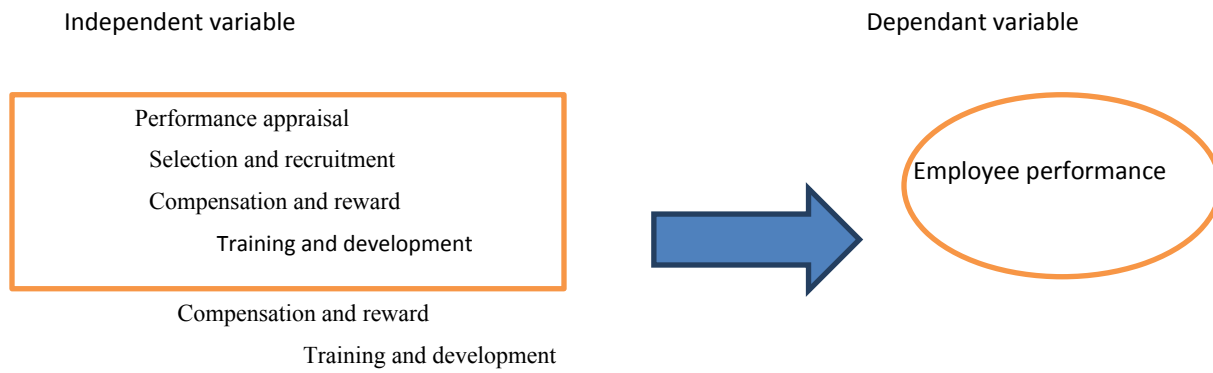 Independent variable
Dependant variable
Performance appraisal
Selection and recruitment
Compensation and reward
Training and development
Employee performance
Compensation and reward
Training and development